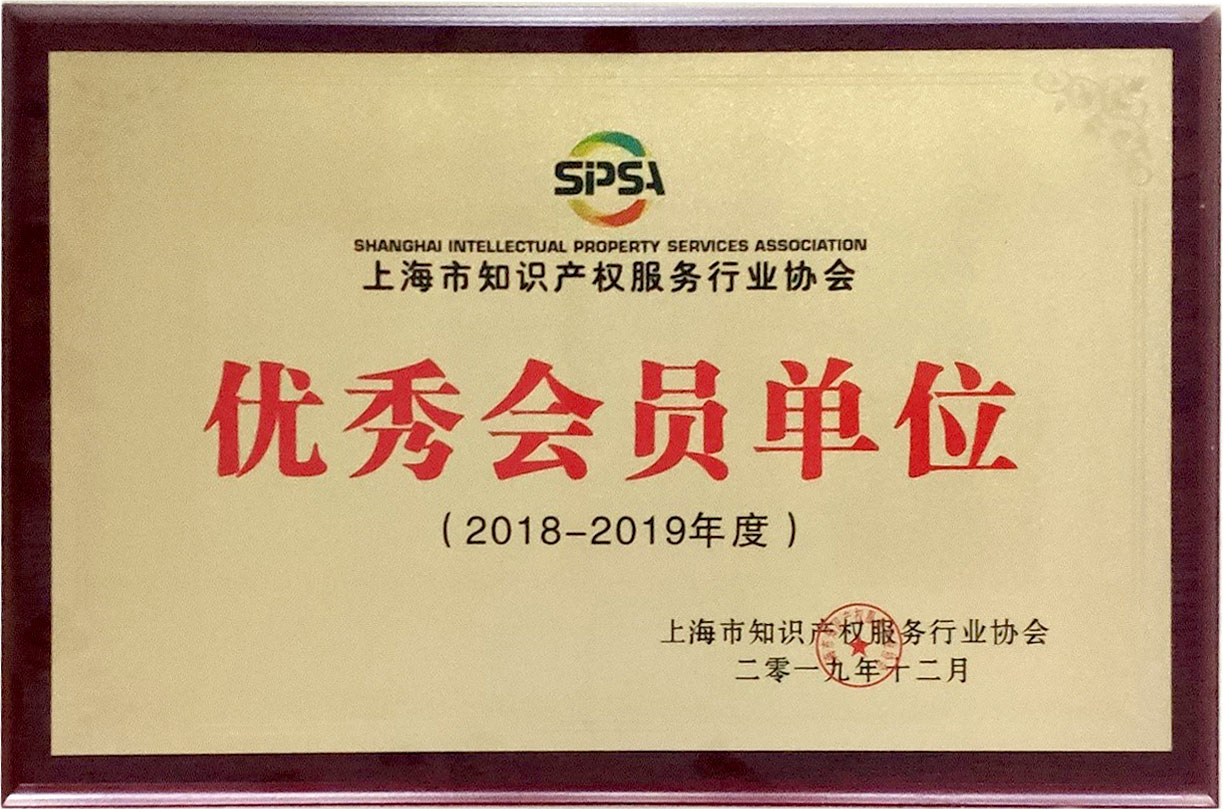 SIPSA
SHANGHAI INTELLECTUAL PROPERTY SERVICES ASSOCIATION
上海市知识产权服务行业协会
优秀会员单位
（2018-2019年度）
上海市知识产权服务行业协会
二零一九年十二月